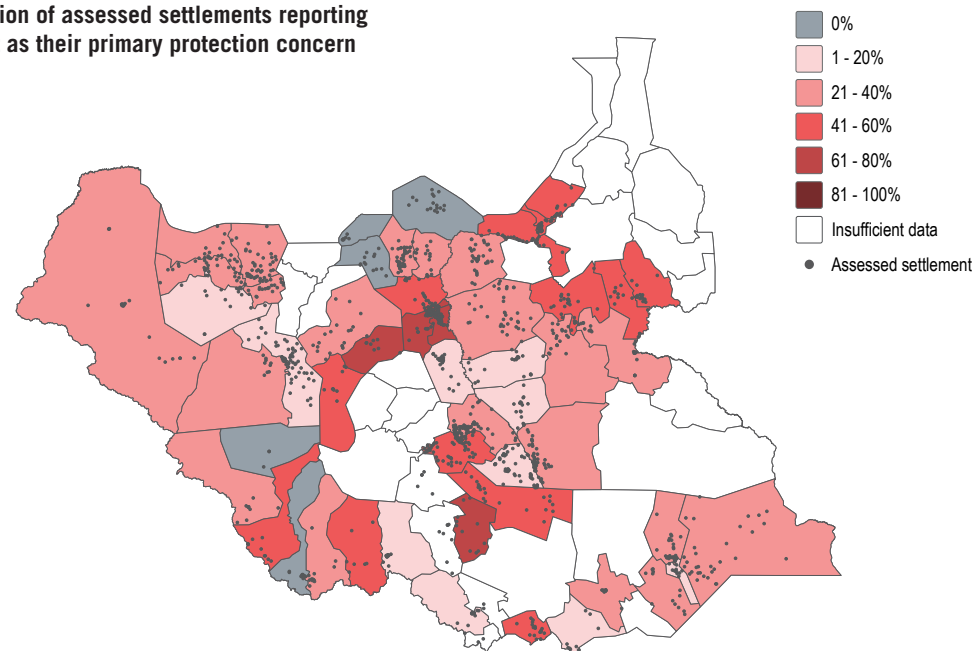 ion of assessed settlements reporting
as their primary protection concern
0%
1 - 20%
21 - 40%
41 - 60%
61 - 80%
81 - 100%
Insufficient data
Assessed settlement